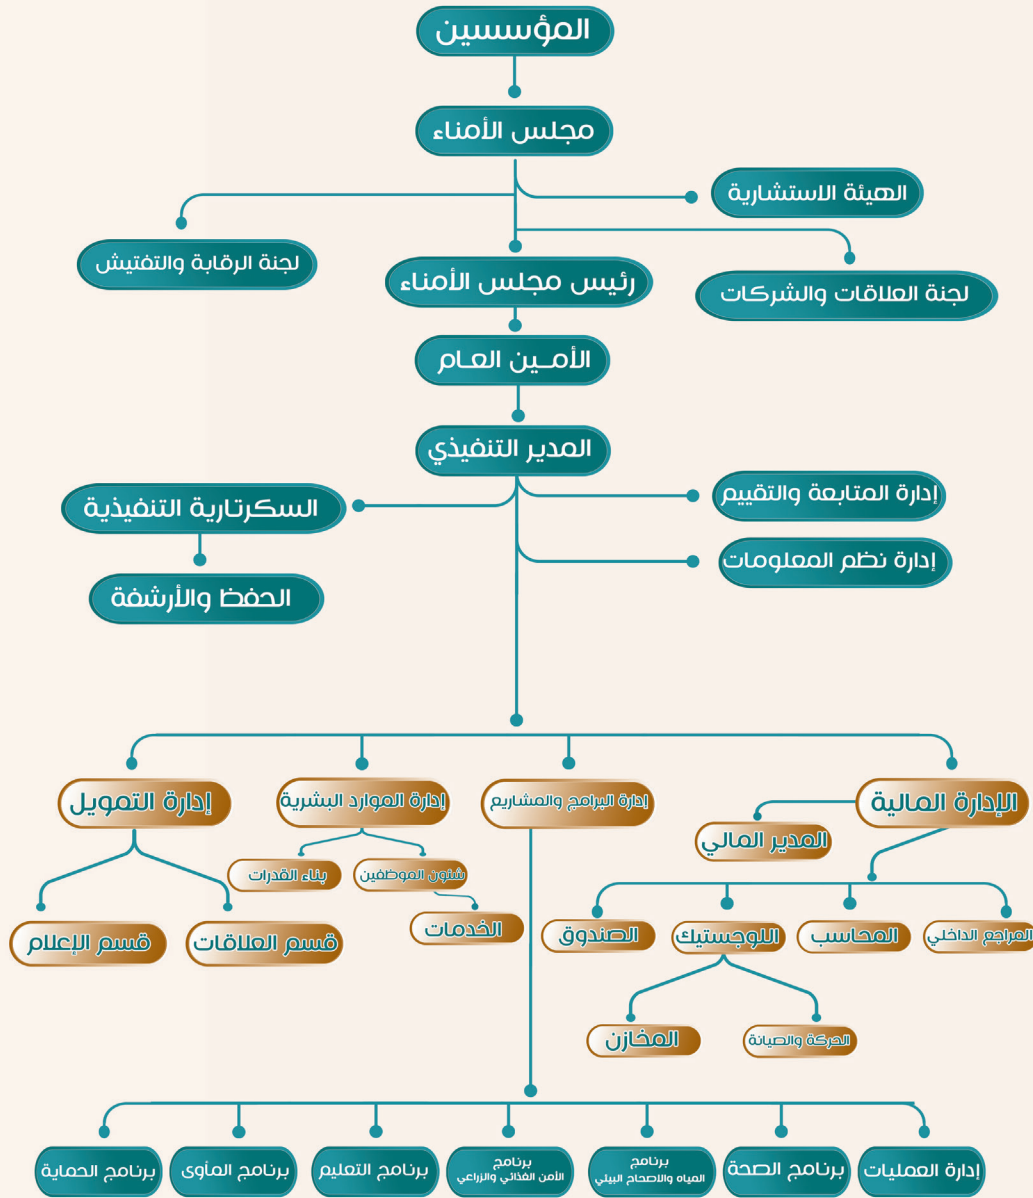 المؤسسين
مجلس الأمناء
الهيئة الاستشارية
لجنة الرقابة والتفتيش
رئيس مجلس الأمناء
لجنة العلاقات والشركات
الأمــين العـام
المدير التنفيذي
إدارة المتابعة والتقييم
السكرتارية التنفيذية
إدارة نظم المعلومات
الحفظ والأرشفة
الإدارة المالية
إدارة البرامج والمشاريع
إدارة الموارد البشرية
إدارة التمويل
المدير المالي
شئون الموظفين
بناء القدرات
المراجع الداخلي
المحاسب
اللوجستيك
الصندوق
الخدمات
قسم العلاقات
قسم الإعلام
الحركة والصيانة
المخازن
إدارة العمليات
برنامج الصحة
برنامج
المياه والاصحاح البيئي
برنامج
الأمن الغذائي والزراعي
برنامج التعليم
برنامج المأوى
برنامج الحماية